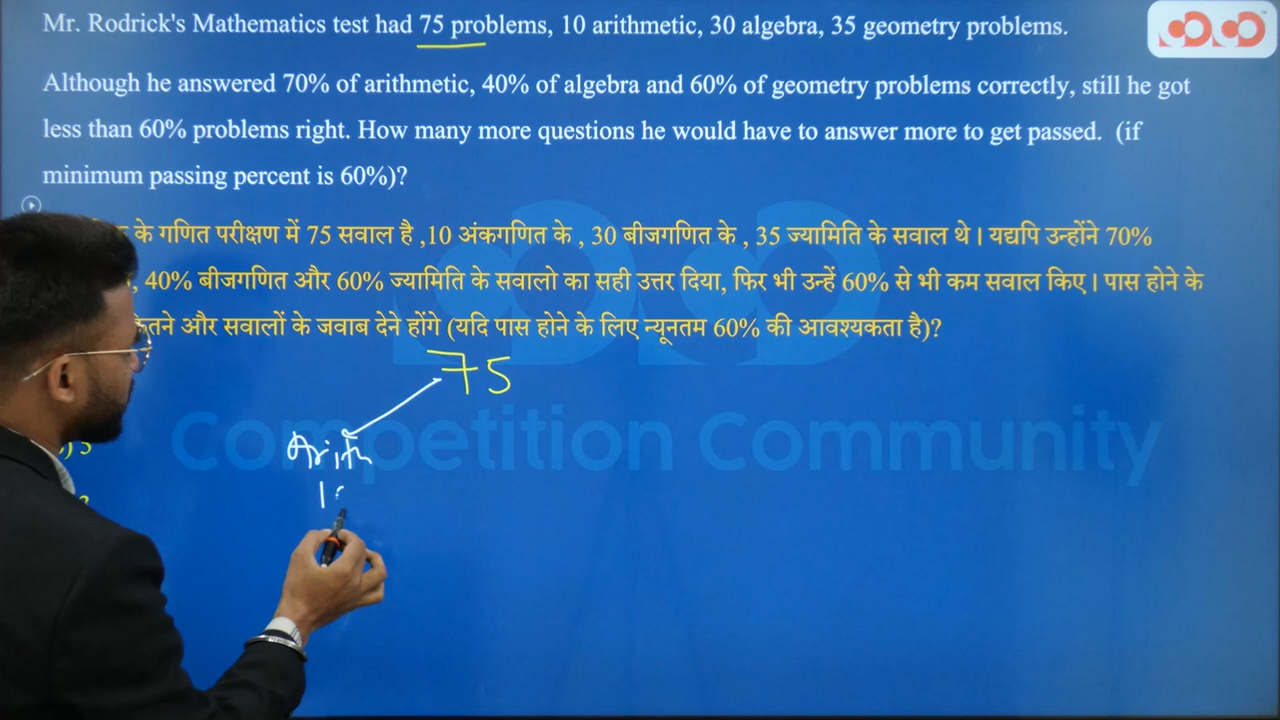 Mr. Rodrick's Mathematics test had 75 problems, 10 arithmetic, 30 algebra, 35 geometry problems.
Although he answered 70% of arithmetic, 40% of algebra and 60% of geometry problems correctly, still he got
less than 60% problems right. How many more questions he would have to answer more to get passed. (if
minimum passing percent is 60%)?
के गणित परीक्षण में 75 सवाल है ,10 अंकगणित के , 30 बीजगणित के , 35 ज्यामिति के सवाल थे। यद्यपि उन्होंने 70%
40% बीजगणित और 60% ज्यामिति के सवालो का सही उत्तर दिया, फिर भी उन्हें 60% से भी कम सवाल किए। पास होने के
और सवालों के जवाब देने होंगे (यदि पास होने के लिए न्यूनतम 60% की आवश्यकता है)?
75
Arith
Competition Community